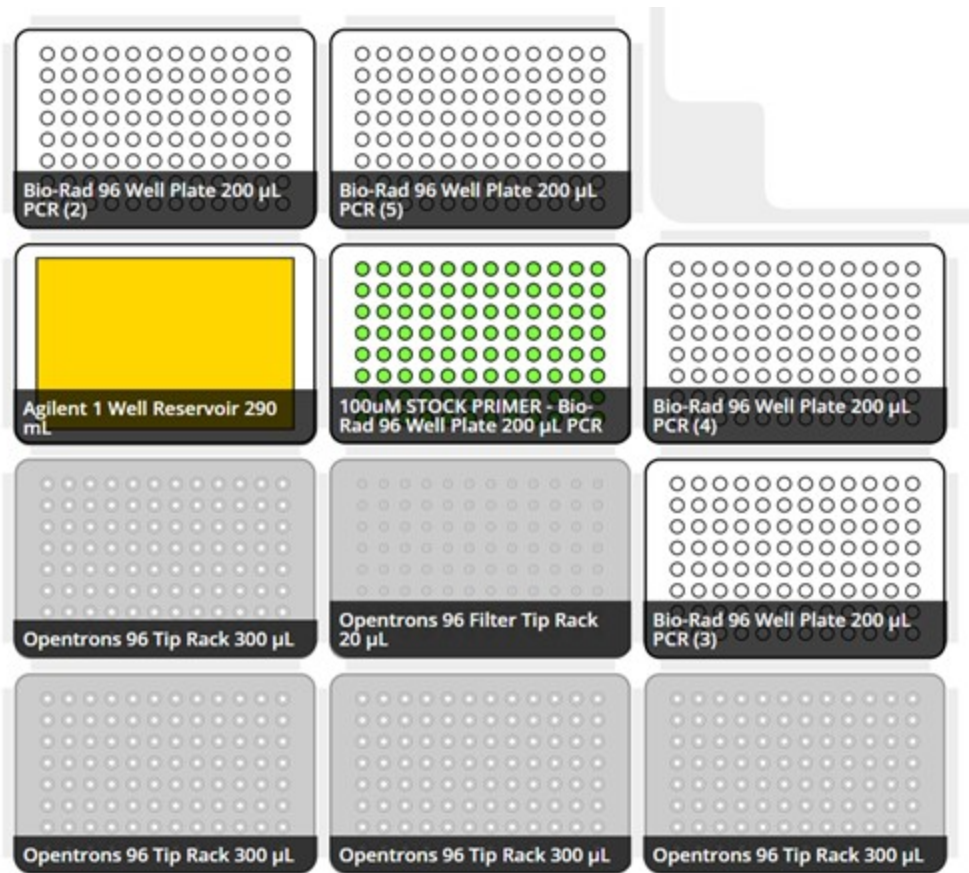 Bio-Rad 96 Well Plate 200 µL
PCR (2)
Bio-Rad 96 Well Plate 200 µL
PCR (5)
Agilent 1 Well Reservoir 290
mL
100uM STOCK PRIMER - Bio-
Rad 96 Well Plate 200 µL PCR
Bio-Rad 96 Well Plate 200 µL
PCR (4)
Opentrons 96 Tip Rack 300 µL
Opentrons 96 Filter Tip Rack
20 µL
Bio-Rad 96 Well Plate 200 µL
PCR (3)
Opentrons 96 Tip Rack 300 µL
Opentrons 96 Tip Rack 300 µL
Opentrons 96 Tip Rack 300 µL